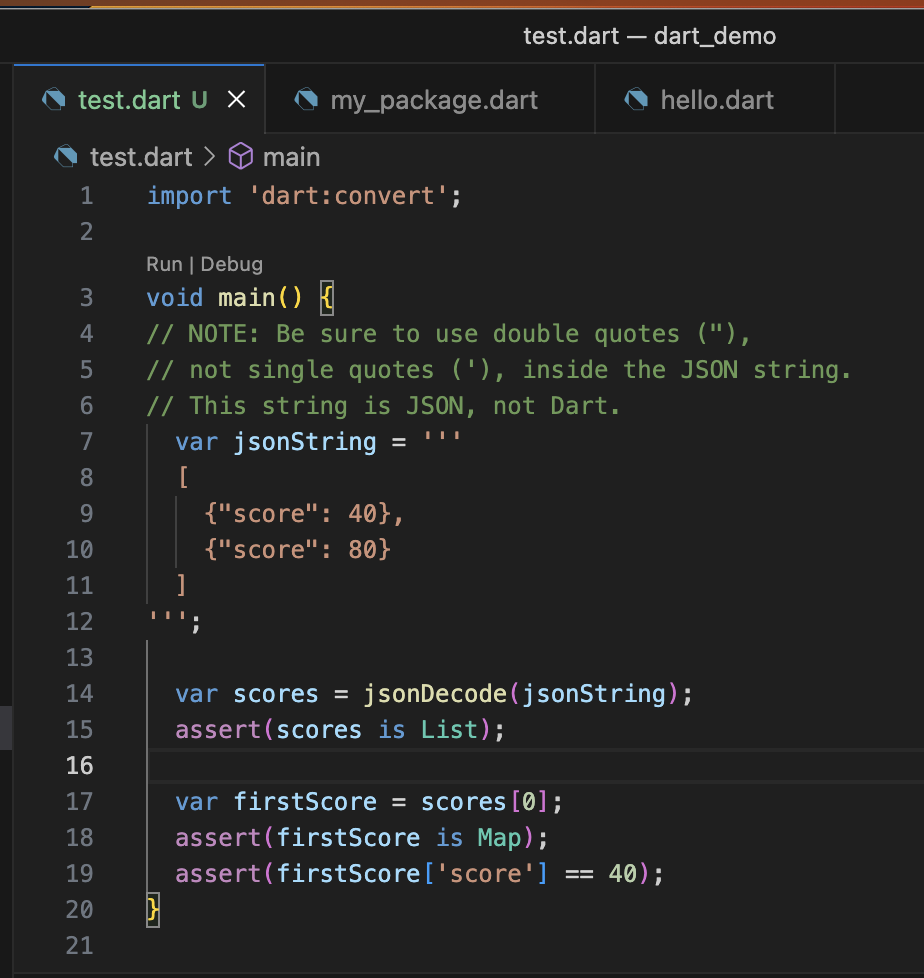 test.dart — dart_demo
test.dart U my_package.dart hello.dart
test.dart > main
1 import 'dart:convert';
2
Run | Debug
3 void main() {
4 // NOTE: Be sure to use double quotes ("),
5 // not single quotes ('), inside the JSON string.
6 // This string is JSON, not Dart.
7   var jsonString = '''
8   [
9     {"score": 40},
10     {"score": 80}
11   ]
12 ''';
13
14   var scores = jsonDecode(jsonString);
15   assert(scores is List);
16
17   var firstScore = scores[0];
18   assert(firstScore is Map);
19   assert(firstScore['score'] == 40);
20 }
21